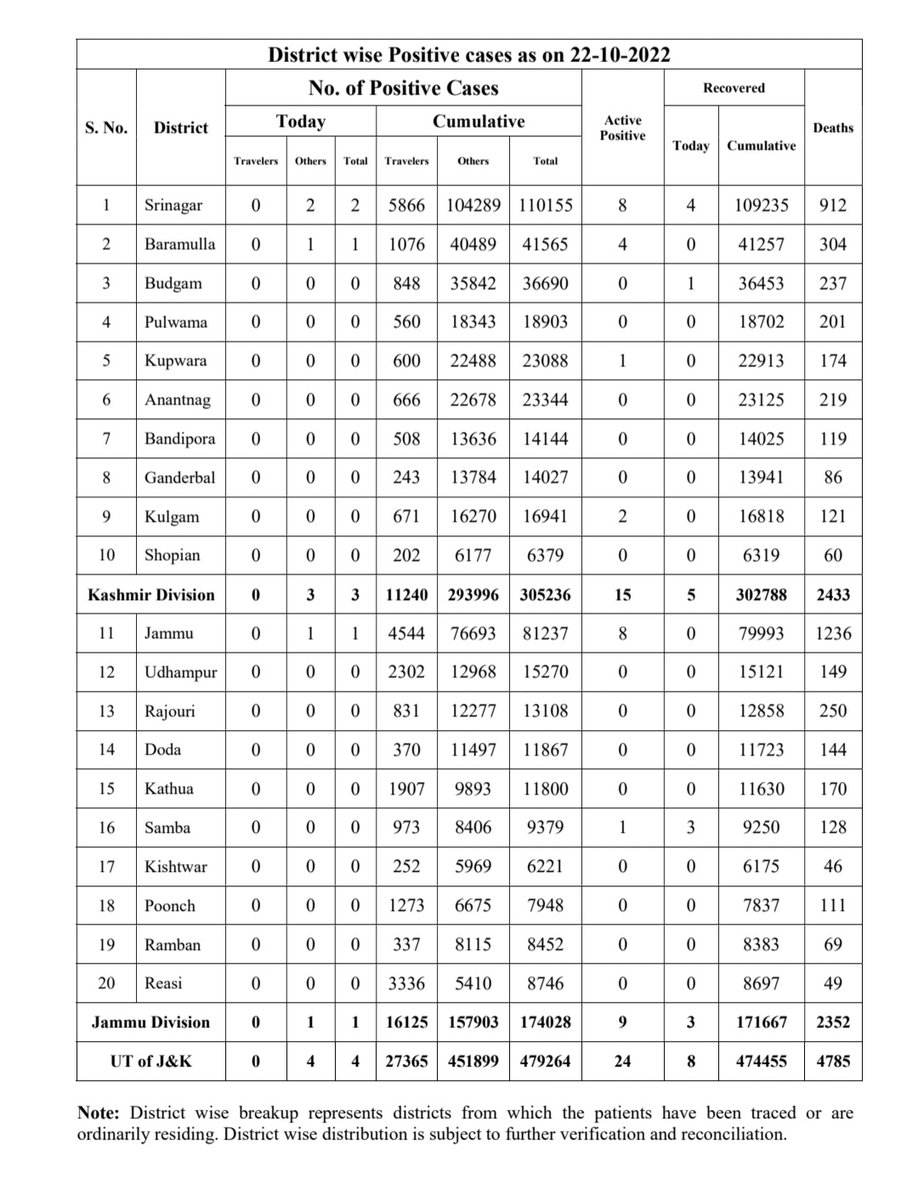 District wise Positive cases as on 22-10-2022
S. No. District No. of Positive Cases Active Positive Recovered Deaths
Today Cumulative Today Cumulative
Travelers Others Total Travelers Others Total
1 Srinagar 0 2 2 5866 104289 110155 8 4 109235 912
2 Baramulla 0 1 1 1076 40489 41565 4 0 41257 304
3 Budgam 0 0 0 848 35842 36690 0 1 36453 237
4 Pulwama 0 0 0 560 18343 18903 0 0 18702 201
5 Kupwara 0 0 0 600 22488 23088 1 0 22913 174
6 Anantnag 0 0 0 666 22678 23344 0 0 23125 219
7 Bandipora 0 0 0 508 13636 14144 0 0 14025 119
8 Ganderbal 0 0 0 243 13784 14027 0 0 13941 86
9 Kulgam 0 0 0 671 16270 16941 2 0 16818 121
10 Shopian 0 0 0 202 6177 6379 0 0 6319 60
Kashmir Division 0 3 3 11240 293996 305236 15 5 302788 2433
11 Jammu 0 1 1 4544 76693 81237 8 0 79993 1236
12 Udhampur 0 0 0 2302 12968 15270 0 0 15121 149
13 Rajouri 0 0 0 831 12277 13108 0 0 12858 250
14 Doda 0 0 0 370 11497 11867 0 0 11723 144
15 Kathua 0 0 0 1907 9893 11800 0 0 11630 170
16 Samba 0 0 0 973 8406 9379 1 3 9250 128
17 Kishtwar 0 0 0 252 5969 6221 0 0 6175 46
18 Poonch 0 0 0 1273 6675 7948 0 0 7837 111
19 Ramban 0 0 0 337 8115 8452 0 0 8383 69
20 Reasi 0 0 0 3336 5410 8746 0 0 8697 49
Jammu Division 0 1 1 16125 157903 174028 9 3 171667 2352
UT of J&K 0 4 4 27365 451899 479264 24 8 474455 4785
Note: District wise breakup represents districts from which the patients have been traced or are
ordinarily residing. District wise distribution is subject to further verification and reconciliation.